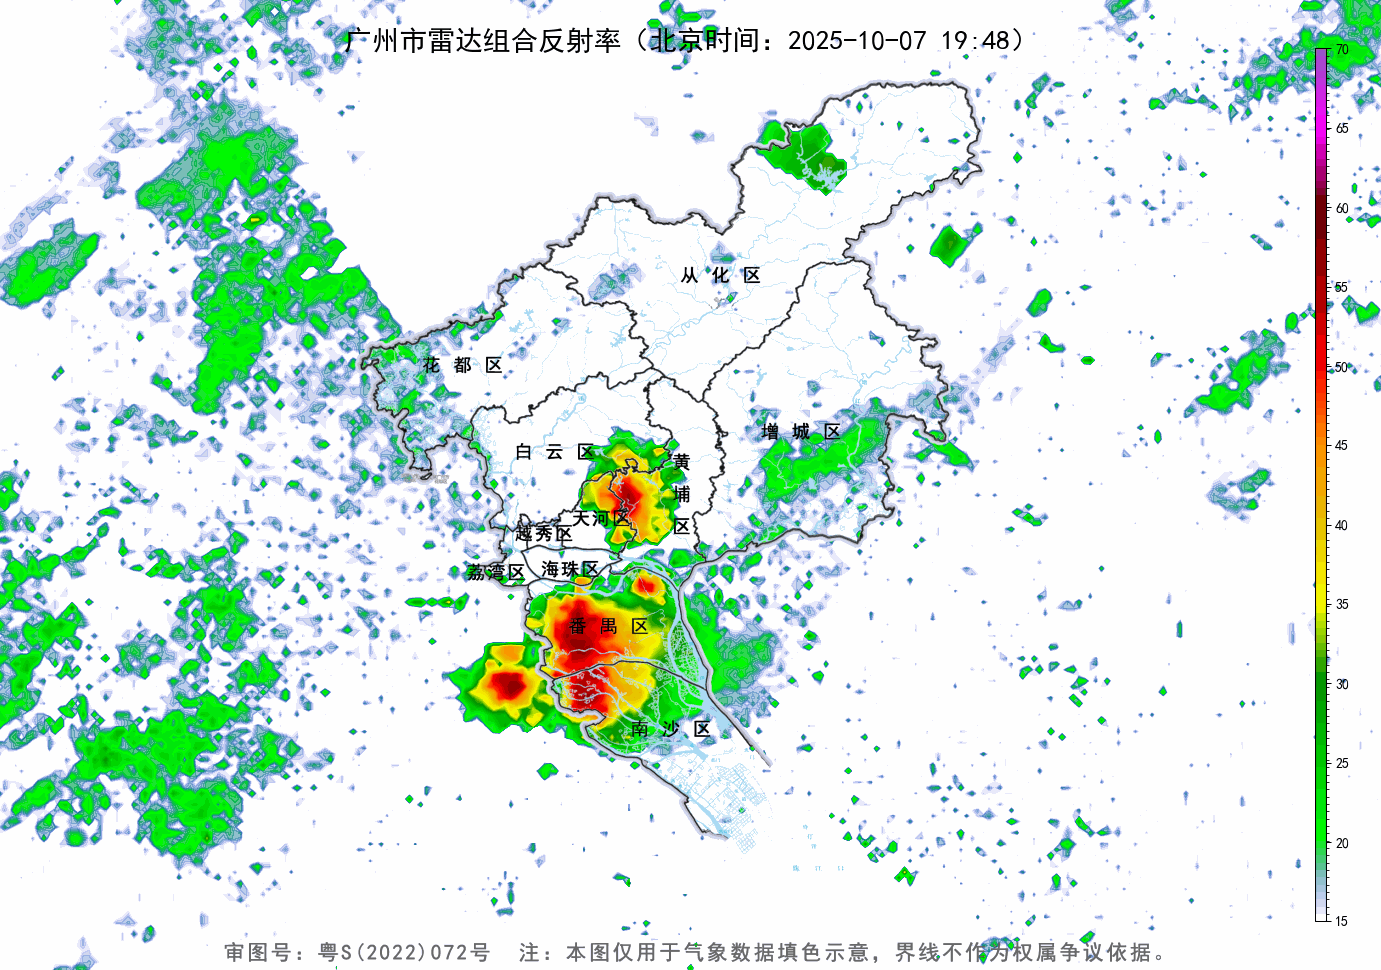 广州市雷达组合反射率（北京时间：2025-10-07 19:48）
70
65
60
55
50
45
40
35
30
25
20
15
从化区
花都区
增城区
白云区
黄埔区
天河区
越秀区
荔湾区
海珠区
番禺区
南沙区
审图号：粤S(2022)072号 注：本图仅用于气象数据填色示意，界线不作为权属争议依据。